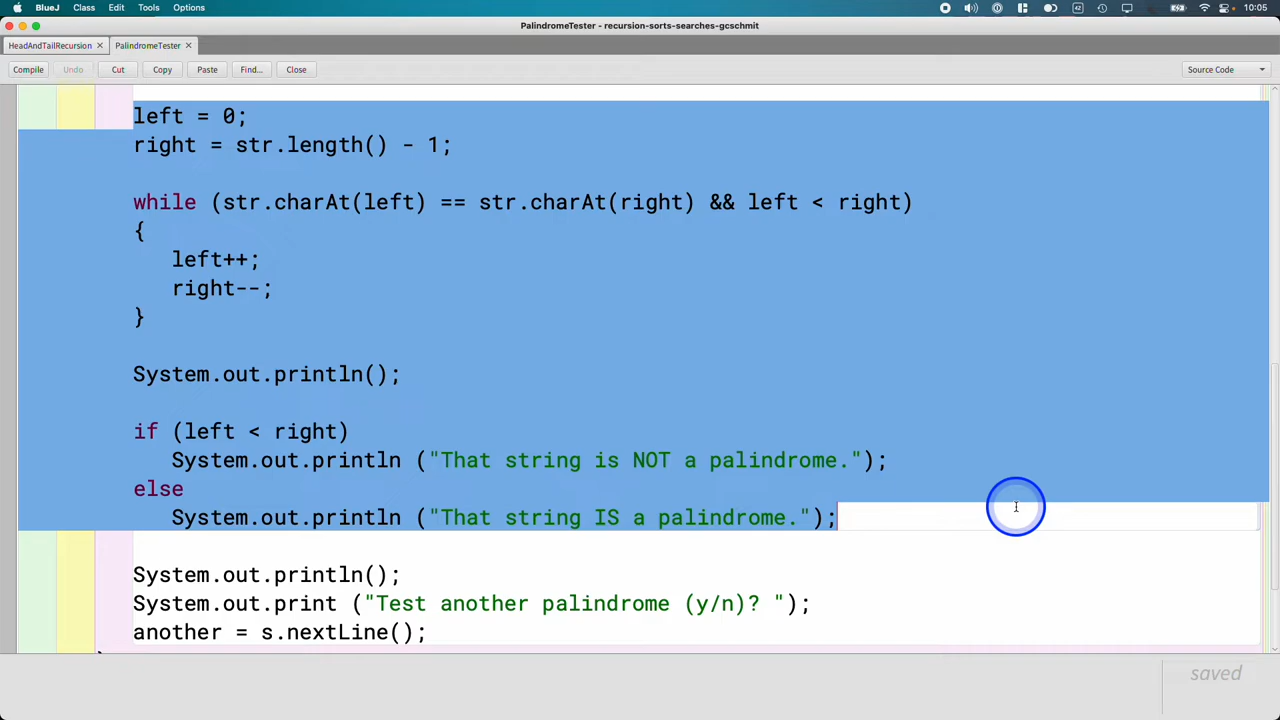 BlueJ Class Edit Tools Options 42 10:05
PalindromeTester - recursion-sorts-searches-gcschmit
HeadAndTailRecursion PalindromeTester
Compile Undo Cut Copy Paste Find... Close Source Code
left = 0;
right = str.length() - 1;
while (str.charAt(left) == str.charAt(right) && left < right)
{
left++;
right--;
}
System.out.println();
if (left < right)
System.out.println ("That string is NOT a palindrome.");
else
System.out.println ("That string IS a palindrome.");
System.out.println();
System.out.print ("Test another palindrome (y/n)? ");
another = s.nextLine();
saved